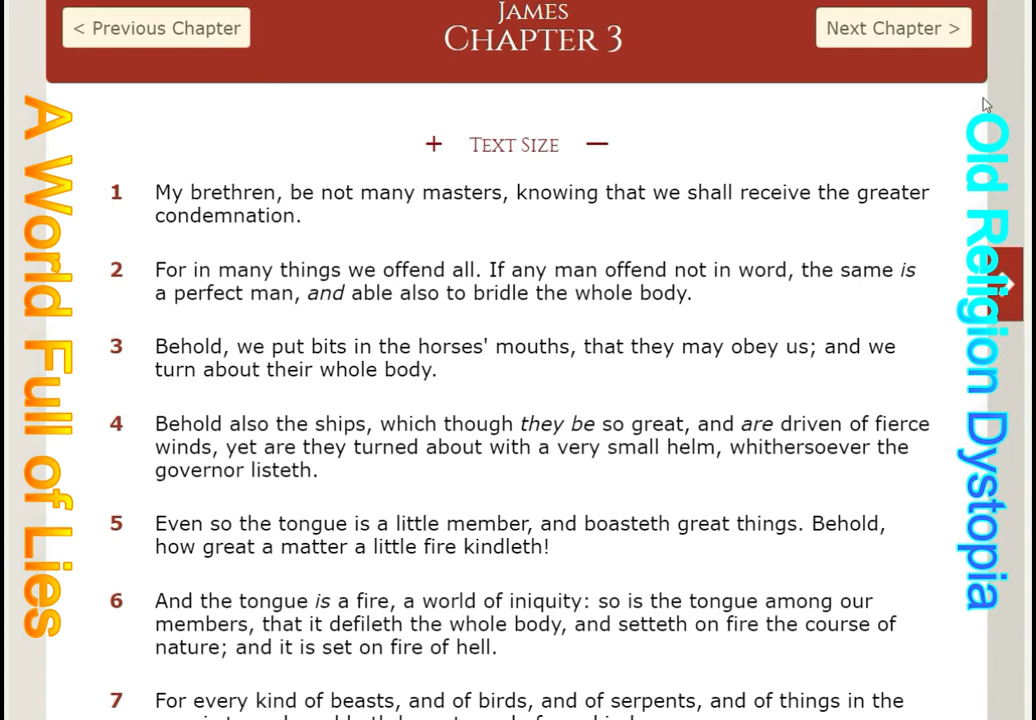 JAMES
< Previous Chapter
CHAPTER 3
Next Chapter >
A World Full of Lies
Old Religion Dystopia
+ TEXT SIZE −
1 My brethren, be not many masters, knowing that we shall receive the greater
condemnation.
2 For in many things we offend all. If any man offend not in word, the same is
a perfect man, and able also to bridle the whole body.
3 Behold, we put bits in the horses' mouths, that they may obey us; and we
turn about their whole body.
4 Behold also the ships, which though they be so great, and are driven of fierce
winds, yet are they turned about with a very small helm, whithersoever the
governor listeth.
5 Even so the tongue is a little member, and boasteth great things. Behold,
how great a matter a little fire kindleth!
6 And the tongue is a fire, a world of iniquity: so is the tongue among our
members, that it defileth the whole body, and setteth on fire the course of
nature; and it is set on fire of hell.
7 For every kind of beasts, and of birds, and of serpents, and of things in the